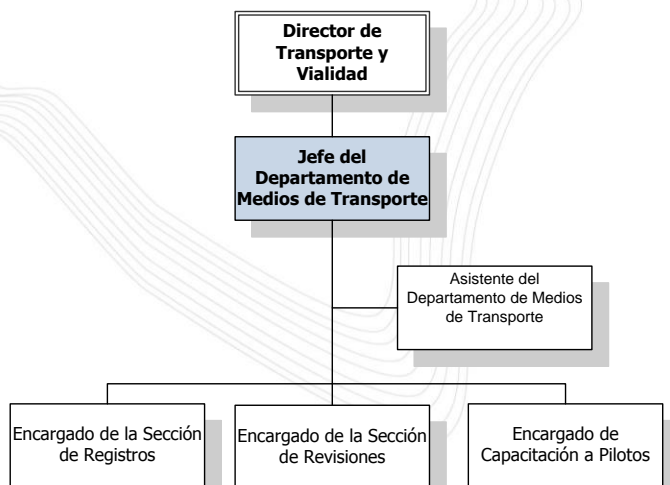 Director de
Transporte y
Vialidad
Jefe del
Departamento de
Medios de Transporte
Asistente del
Departamento de Medios
de Transporte
Encargado de la Sección
de Registros
Encargado de la Sección
de Revisiones
Encargado de
Capacitación a Pilotos